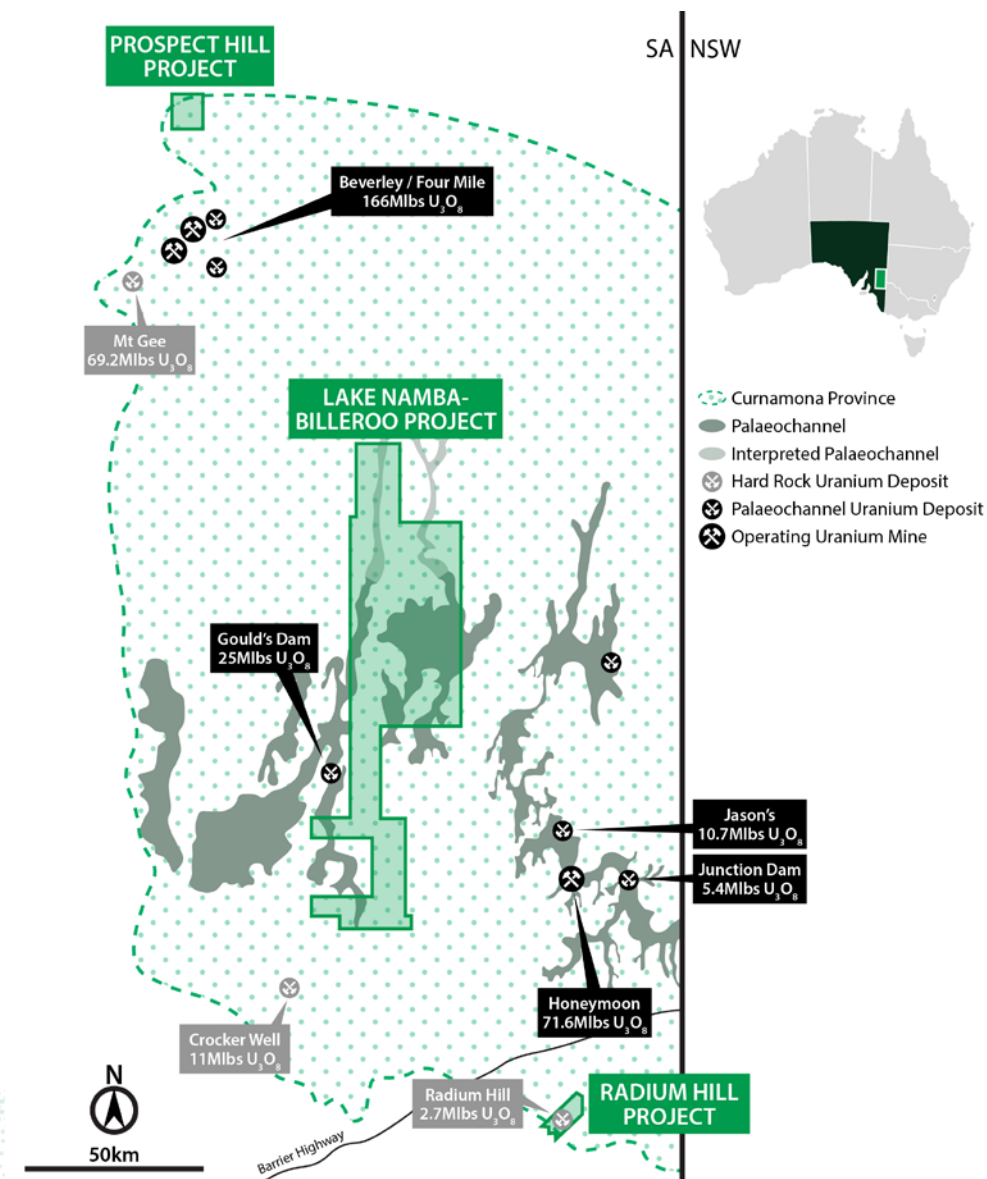 PROSPECT HILL
PROJECT
SA
NSW
Beverley / Four Mile
166Mlbs U₃O₈
Mt Gee
69.2Mlbs U₃O₈
LAKE NAMBA-
BILLEROO PROJECT
Curnamona Province
Palaeochannel
Interpreted Palaeochannel
Hard Rock Uranium Deposit
Palaeochannel Uranium Deposit
Operating Uranium Mine
Gould's Dam
25Mlbs U₃O₈
Jason's
10.7Mlbs U₃O₈
Junction Dam
5.4Mlbs U₃O₈
Honeymoon
71.6Mlbs U₃O₈
Crocker Well
11Mlbs U₃O₈
Radium Hill
2.7Mlbs U₃O₈
RADIUM HILL
PROJECT
N
50km
Barrier Highway